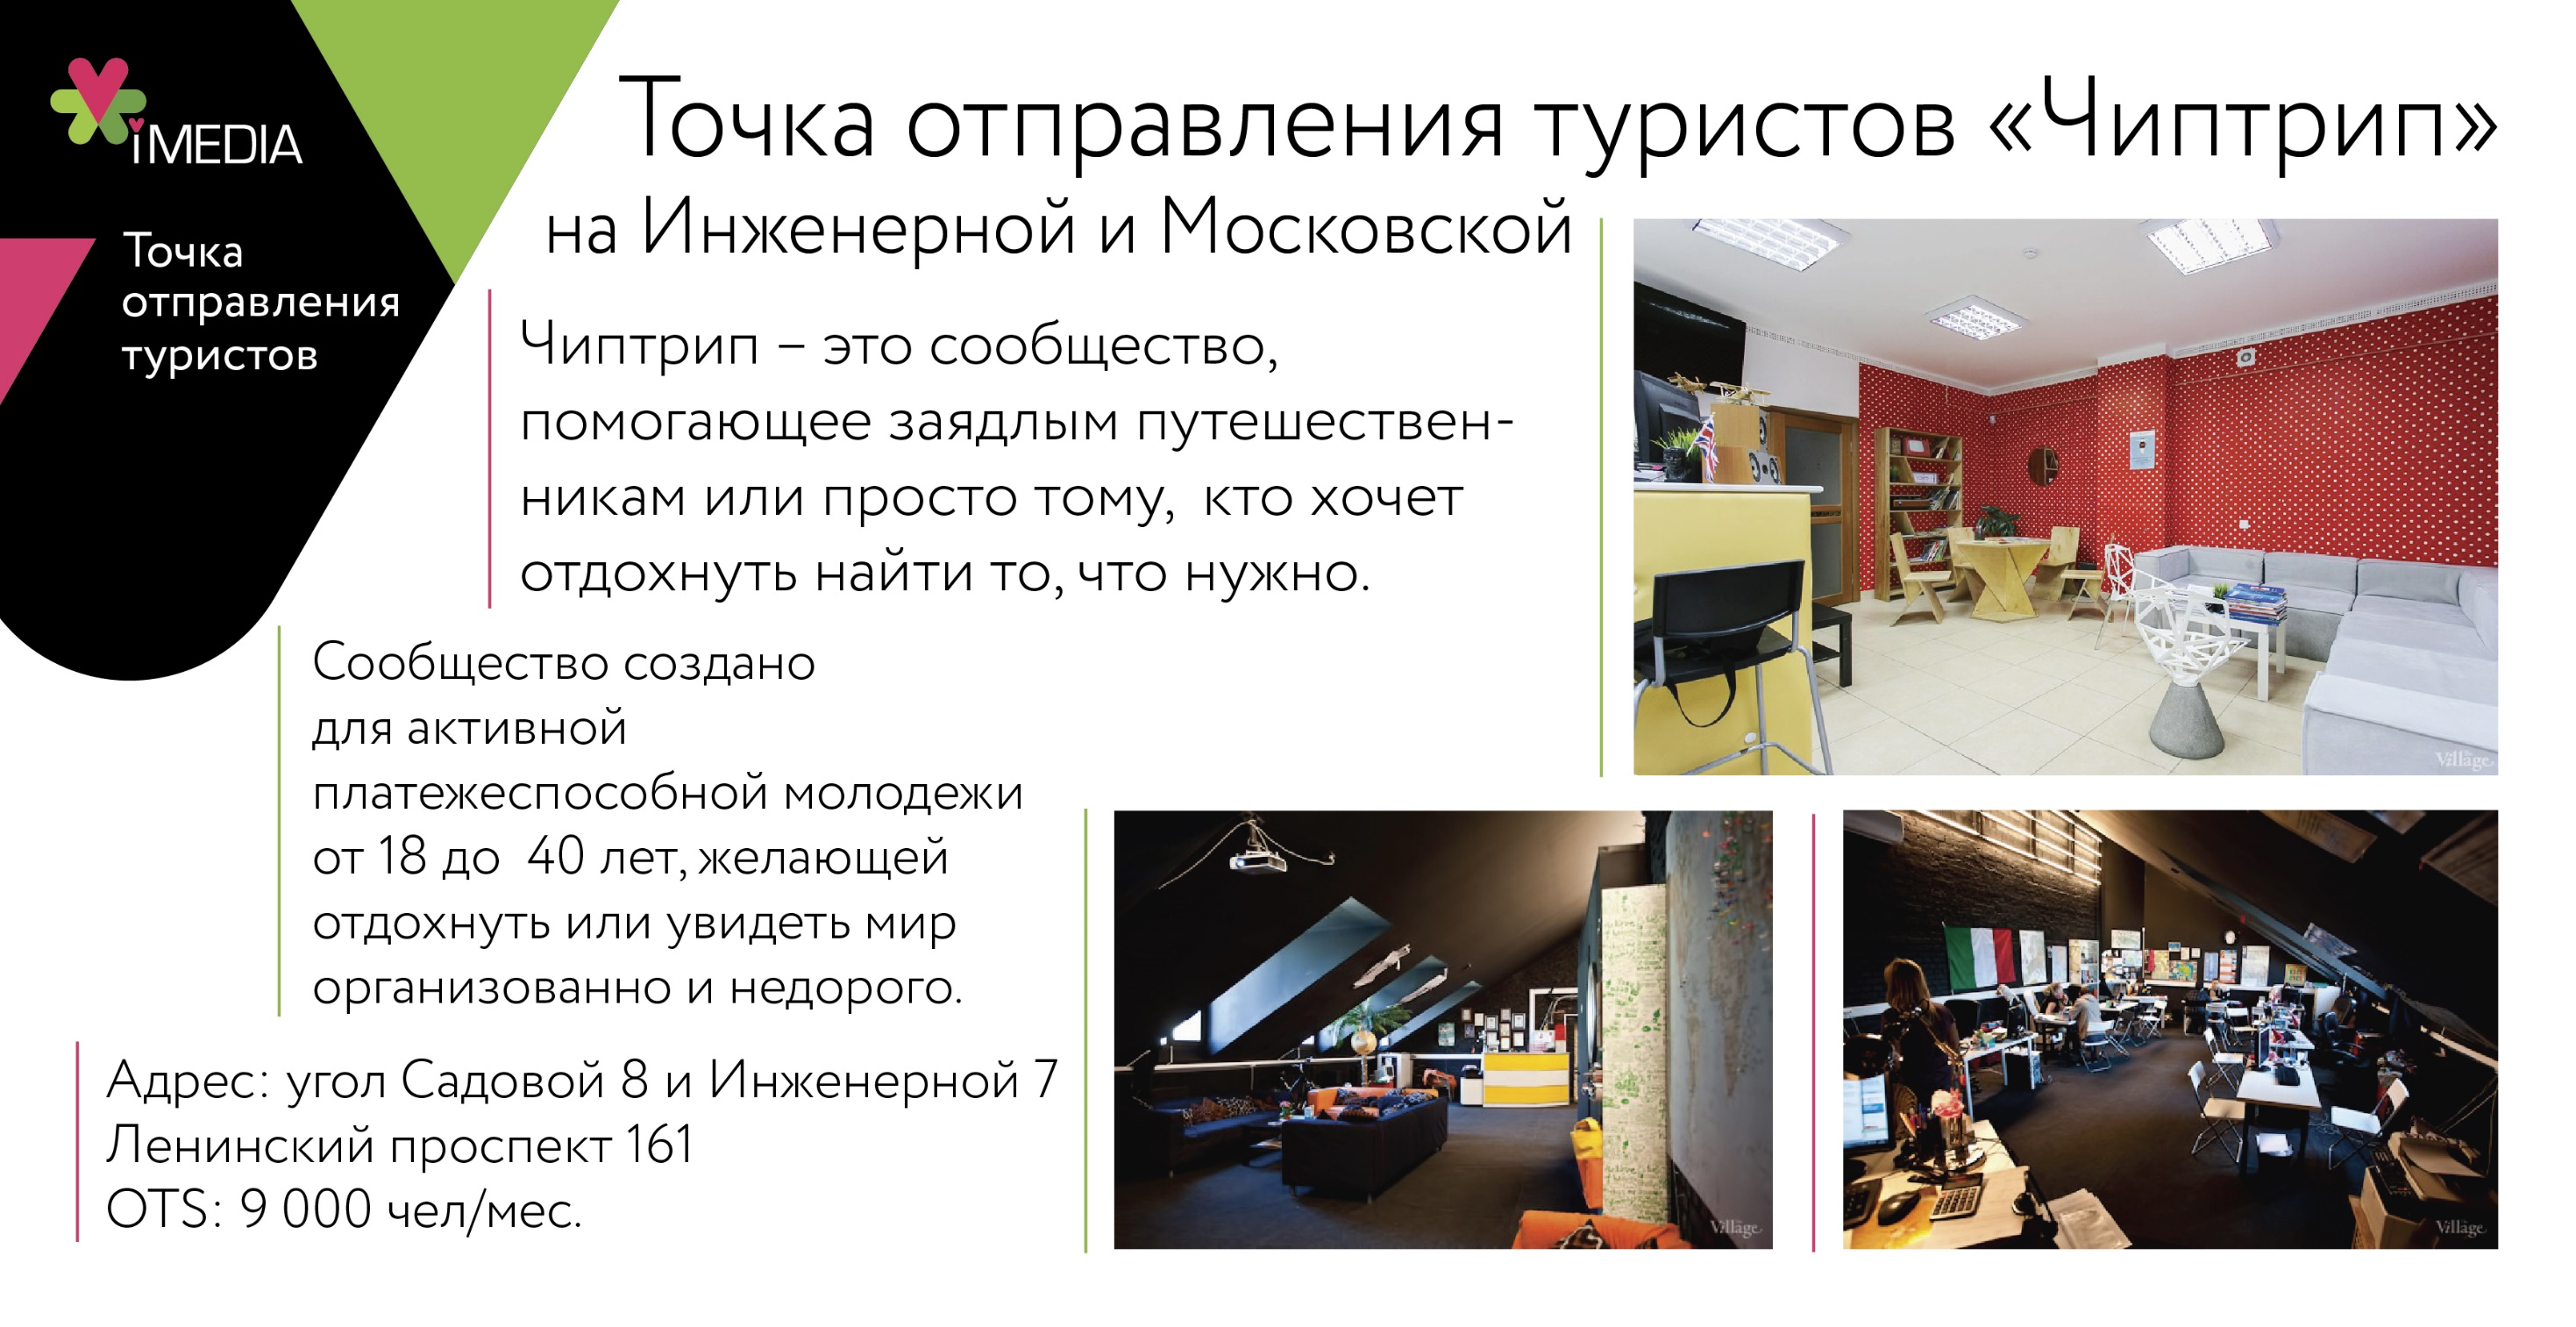 iMEDIA
Точка
отправления
туристов
Точка отправления туристов «Чиптрип»
на Инженерной и Московской
Чиптрип – это сообщество,
помогающее заядлым путешествен-
никам или просто тому, кто хочет
отдохнуть найти то, что нужно.
Сообщество создано
для активной
платежеспособной молодежи
от 18 до 40 лет, желающей
отдохнуть или увидеть мир
организованно и недорого.
Адрес: угол Садовой 8 и Инженерной 7
Ленинский проспект 161
OTS: 9 000 чел/мес.
The Village
The Village
The Village